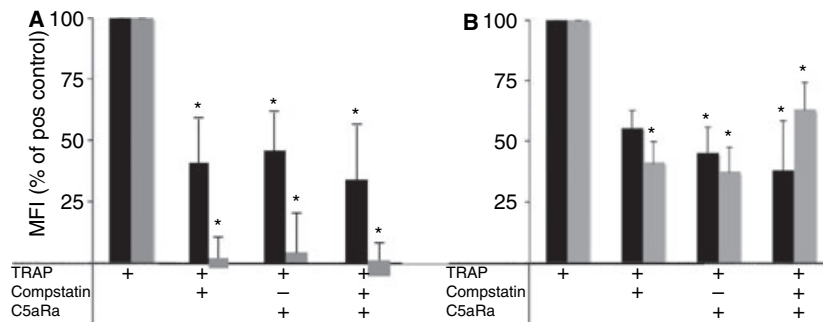 A
MFI (% of pos control)
100
75
50
25
* * * * * *
TRAP + + + +
Compstatin + – +
C5aRa + +
B
100
75
50
25
* * * * *
TRAP + + + +
Compstatin + – +
C5aRa + +